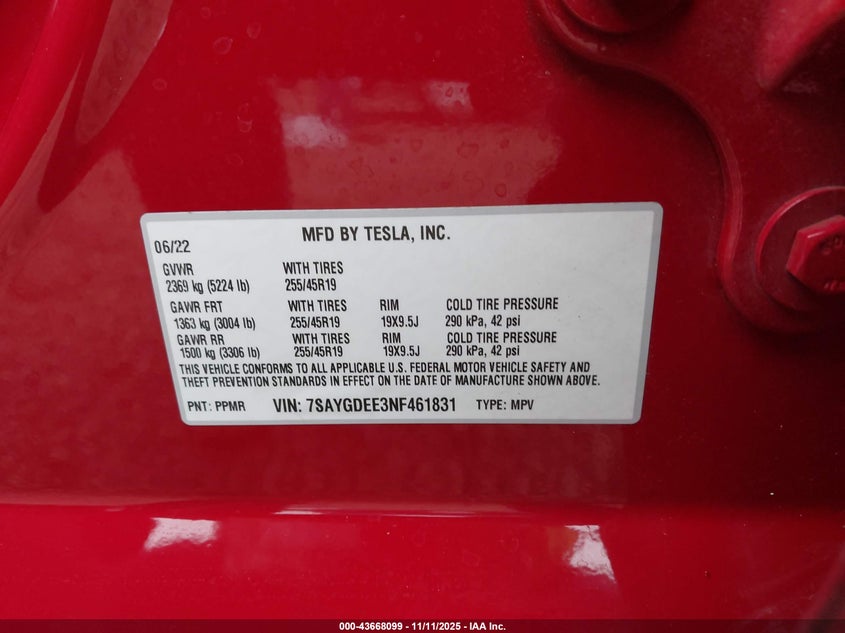 06/22 MFD BY TESLA, INC.
GVWR WITH TIRES
2369 kg (5224 lb) 255/45R19
GAWR FRT WITH TIRES RIM COLD TIRE PRESSURE
1363 kg (3004 lb) 255/45R19 19X9.5J 290 kPa, 42 psi
GAWR RR WITH TIRES RIM COLD TIRE PRESSURE
1500 kg (3306 lb) 255/45R19 19X9.5J 290 kPa, 42 psi
THIS VEHICLE CONFORMS TO ALL APPLICABLE U.S. FEDERAL MOTOR VEHICLE SAFETY AND
THEFT PREVENTION STANDARDS IN EFFECT ON THE DATE OF MANUFACTURE SHOWN ABOVE.
PNT: PPMR VIN: 7SAYGDEE3NF461831 TYPE: MPV
000-43668099 - 11/11/2025 - IAA Inc.